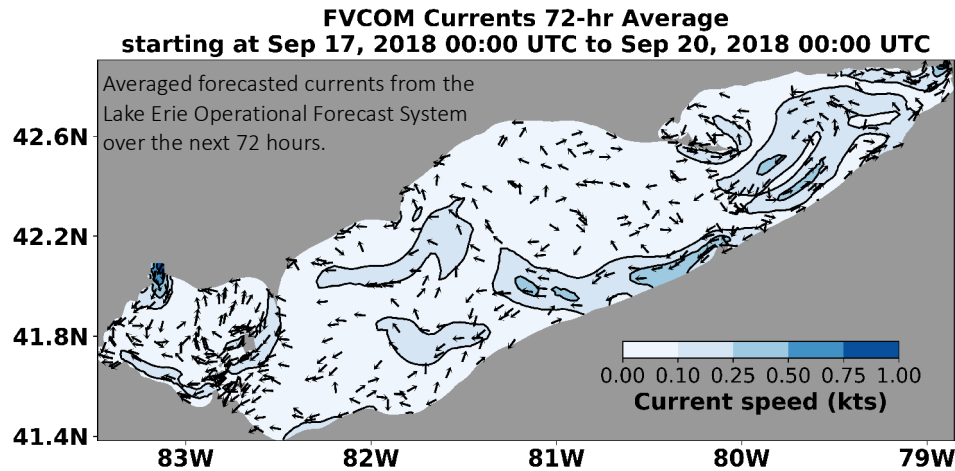 FVCOM Currents 72-hr Average
starting at Sep 17, 2018 00:00 UTC to Sep 20, 2018 00:00 UTC
Averaged forecasted currents from the
Lake Erie Operational Forecast System
over the next 72 hours.
42.6N
42.2N
41.8N
41.4N
0.00 0.10 0.25 0.50 0.75 1.00
Current speed (kts)
83W 82W 81W 80W 79W